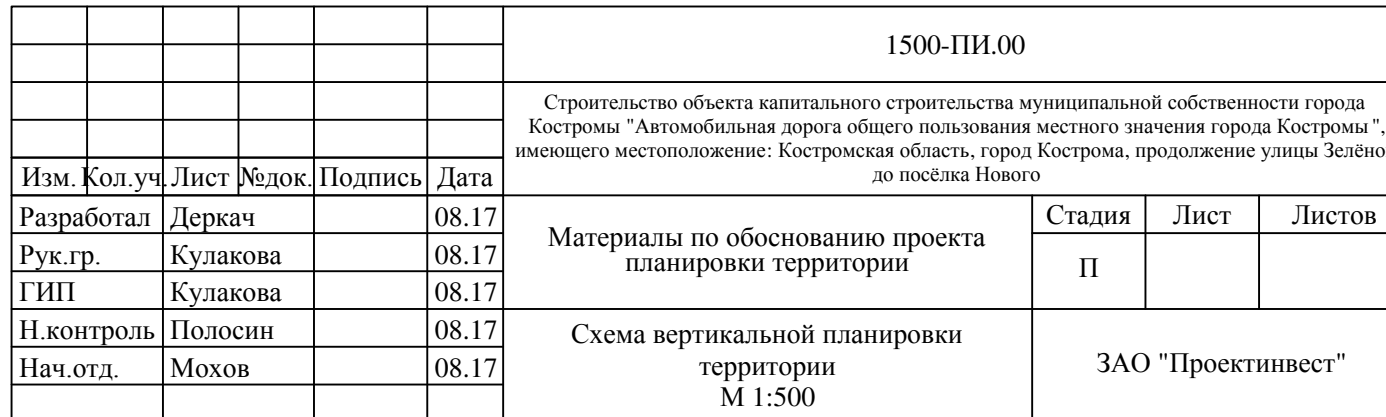 1500-ПИ.00
Строительство объекта капитального строительства муниципальной собственности города
Костромы "Автомобильная дорога общего пользования местного значения города Костромы ",
имеющего местоположение: Костромская область, город Кострома, продолжение улицы Зелёно
до посёлка Нового
Изм. Кол.уч. Лист №док. Подпись Дата
Разработал Деркач 08.17
Рук.гр. Кулакова 08.17
ГИП Кулакова 08.17
Н.контроль Полосин 08.17
Нач.отд. Мохов 08.17
Материалы по обоснованию проекта
планировки территории
Стадия Лист Листов
П
Схема вертикальной планировки
территории
М 1:500
ЗАО "Проектинвест"